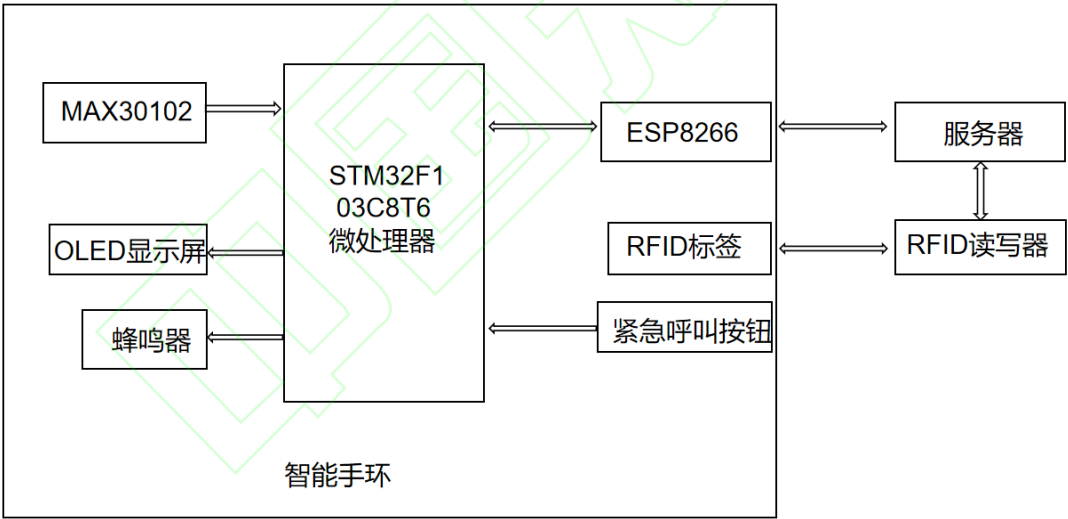 MAX30102
STM32F1
03C8T6
微处理器
ESP8266
服务器
OLED显示屏
RFID标签
RFID读写器
蜂鸣器
紧急呼叫按钮
智能手环